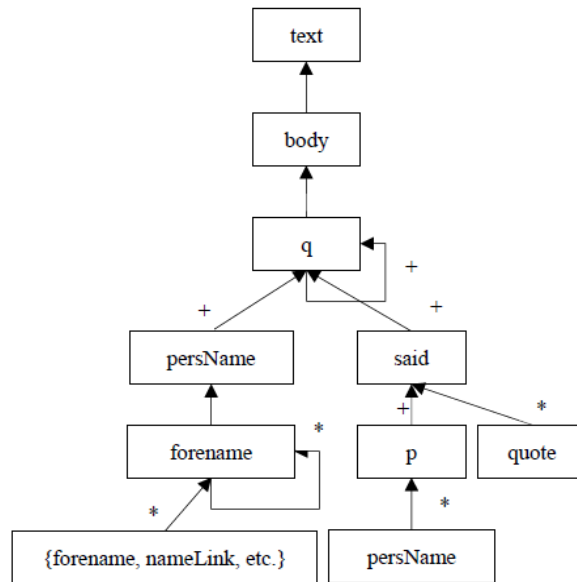 text
body
q
+
+
+
persName
said
*
+
*
forename
p
quote
*
*
{forename, nameLink, etc.}
persName